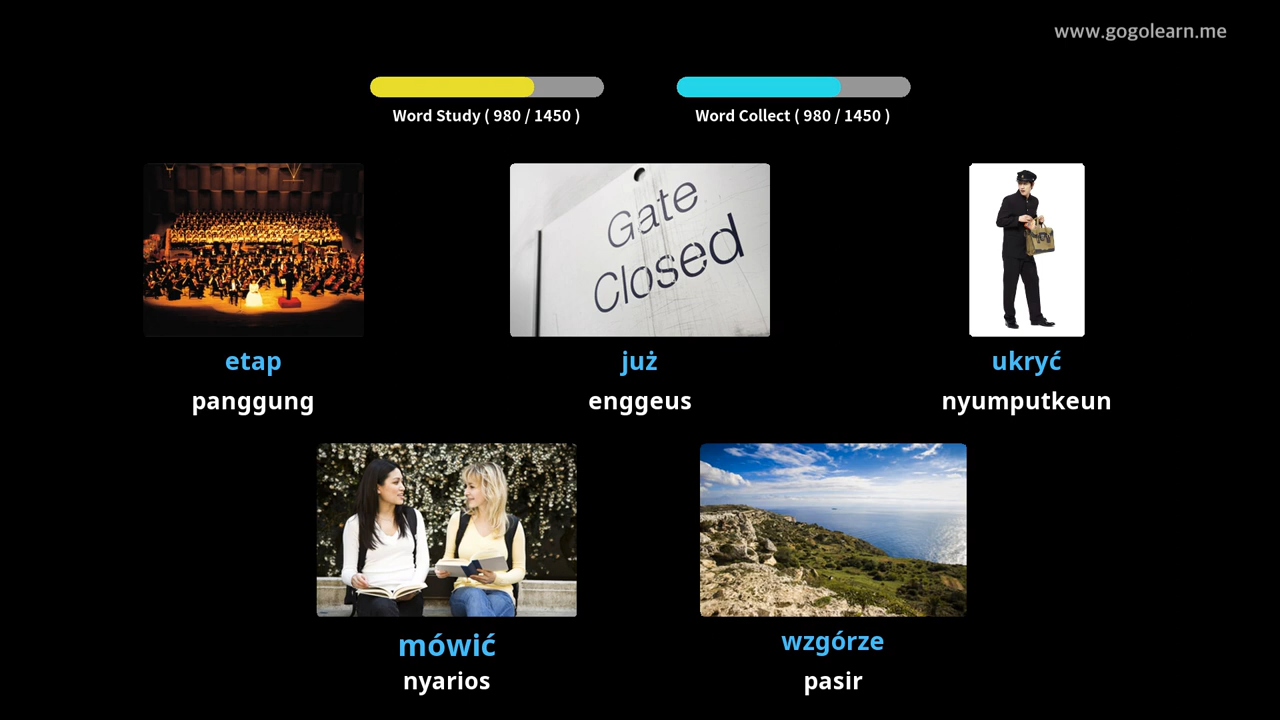 www.gogolearn.me
Word Study ( 980 / 1450 )
Word Collect ( 980 / 1450 )
Gate
Closed
etap
panggung
już
enggeus
ukryć
nyumputkeun
mówić
nyarios
wzgórze
pasir